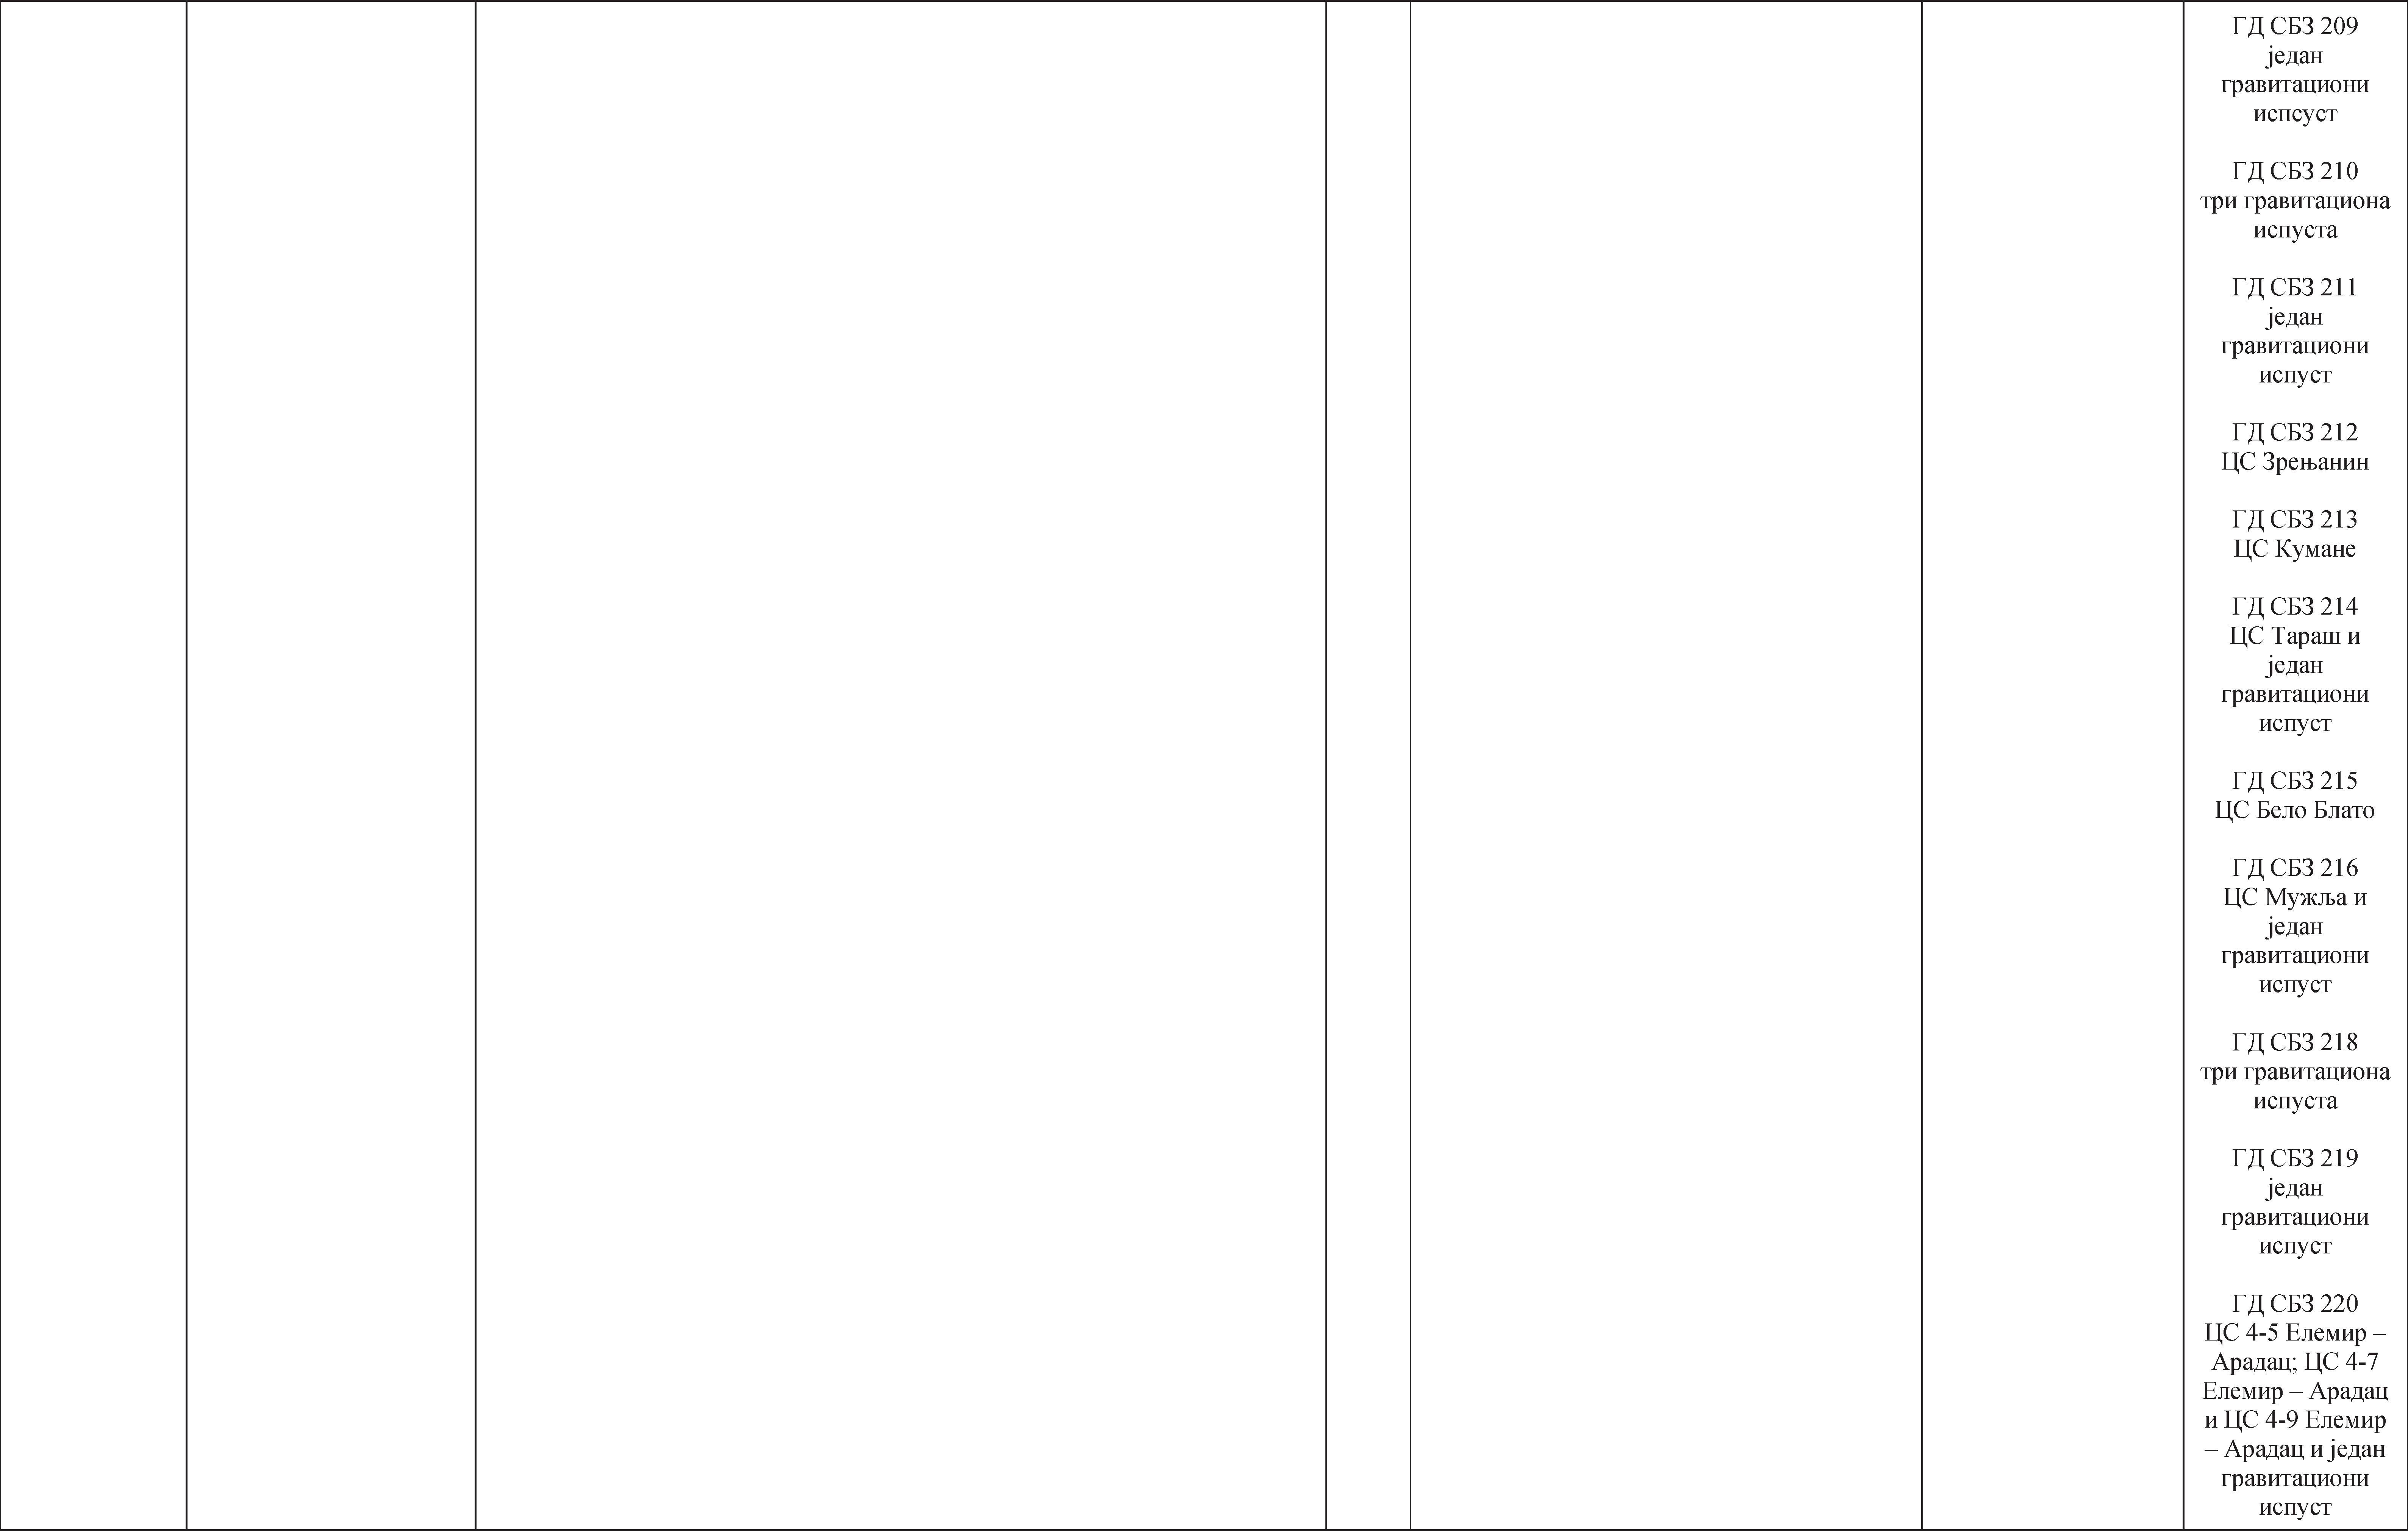 ГД СБЗ 209
један
гравитациони
испсуст
ГД СБЗ 210
три гравитациона
испуста
ГД СБЗ 211
један
гравитациони
испуст
ГД СБЗ 212
ЦС Зрењанин
ГД СБЗ 213
ЦС Кумане
ГД СБЗ 214
ЦС Тараш и
један
гравитациони
испуст
ГД СБЗ 215
ЦС Бело Блато
ГД СБЗ 216
ЦС Мужља и
један
гравитациони
испуст
ГД СБЗ 218
три гравитациона
испуста
ГД СБЗ 219
један
гравитациони
испуст
ГД СБЗ 220
ЦС 4-5 Елемир –
Арадац; ЦС 4-7
Елемир – Арадац
и ЦС 4-9 Елемир
– Арадац и један
гравитациони
испуст